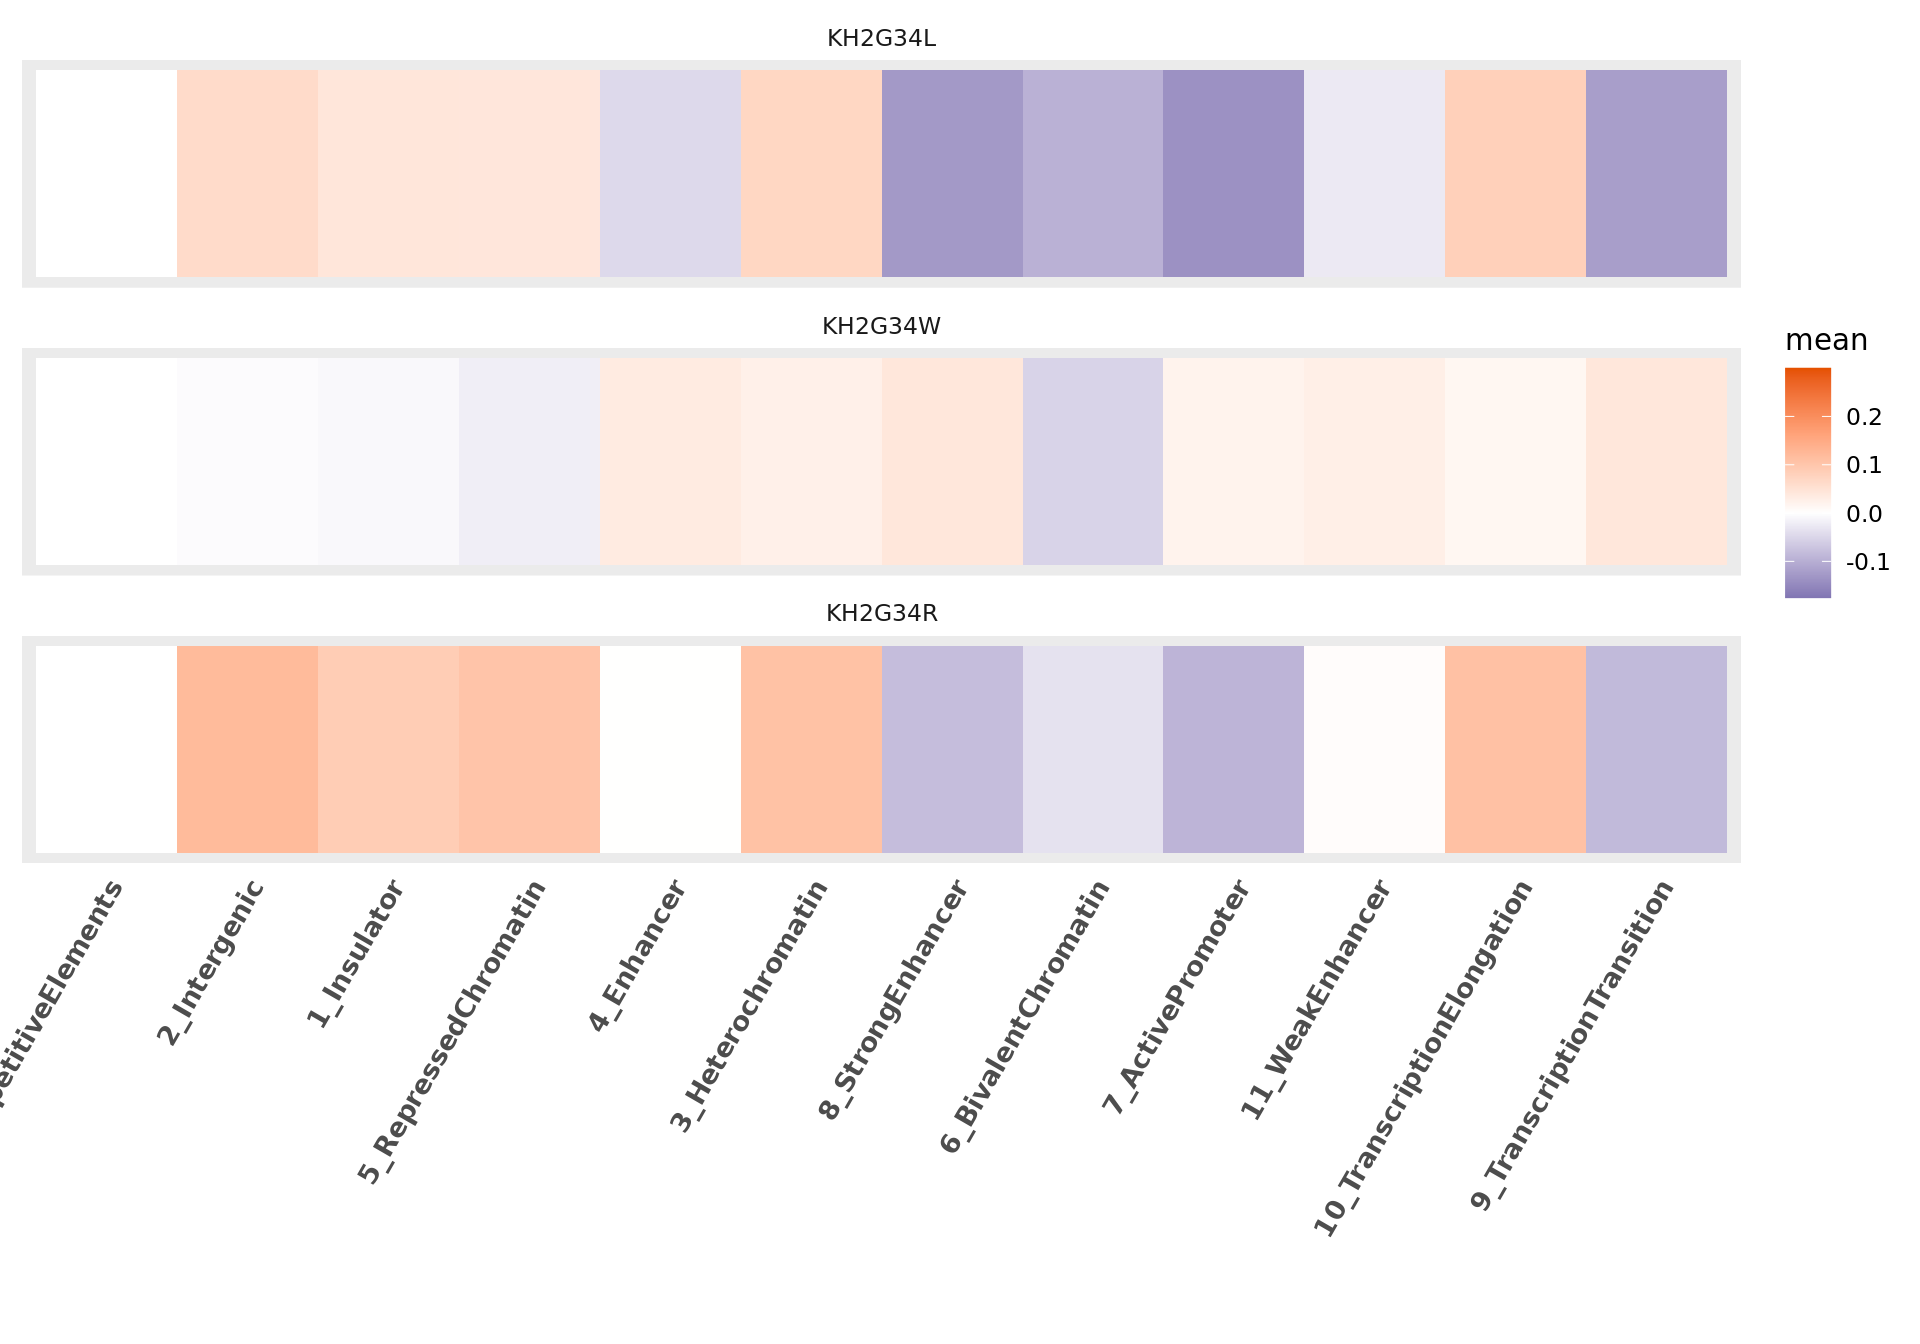 KH2G34L
KH2G34W
mean
0.2
0.1
0.0
-0.1
KH2G34R
2_Intergenic
1_Insulator
5_RepressedChromatin
4_Enhancer
3_Heterochromatin
8_StrongEnhancer
6_BivalentChromatin
7_ActivePromoter
11_WeakEnhancer
10_TranscriptionElongation
9_TranscriptionTransition